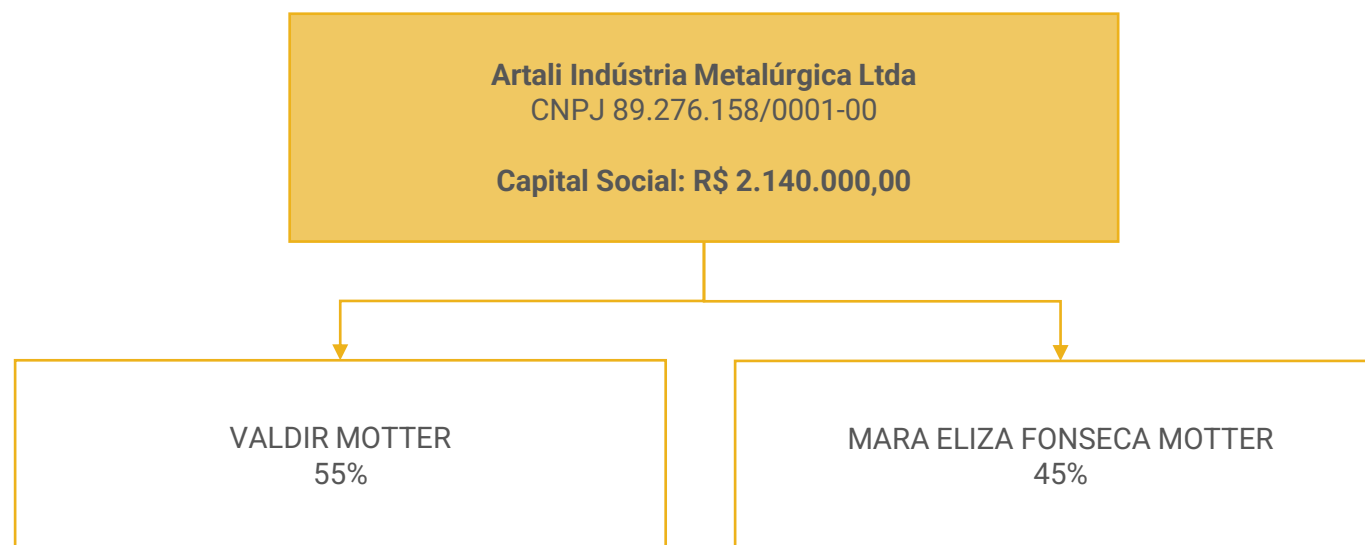 Artali Indústria Metalúrgica Ltda
CNPJ 89.276.158/0001-00
Capital Social: R$ 2.140.000,00
VALDIR MOTTER
55%
MARA ELIZA FONSECA MOTTER
45%